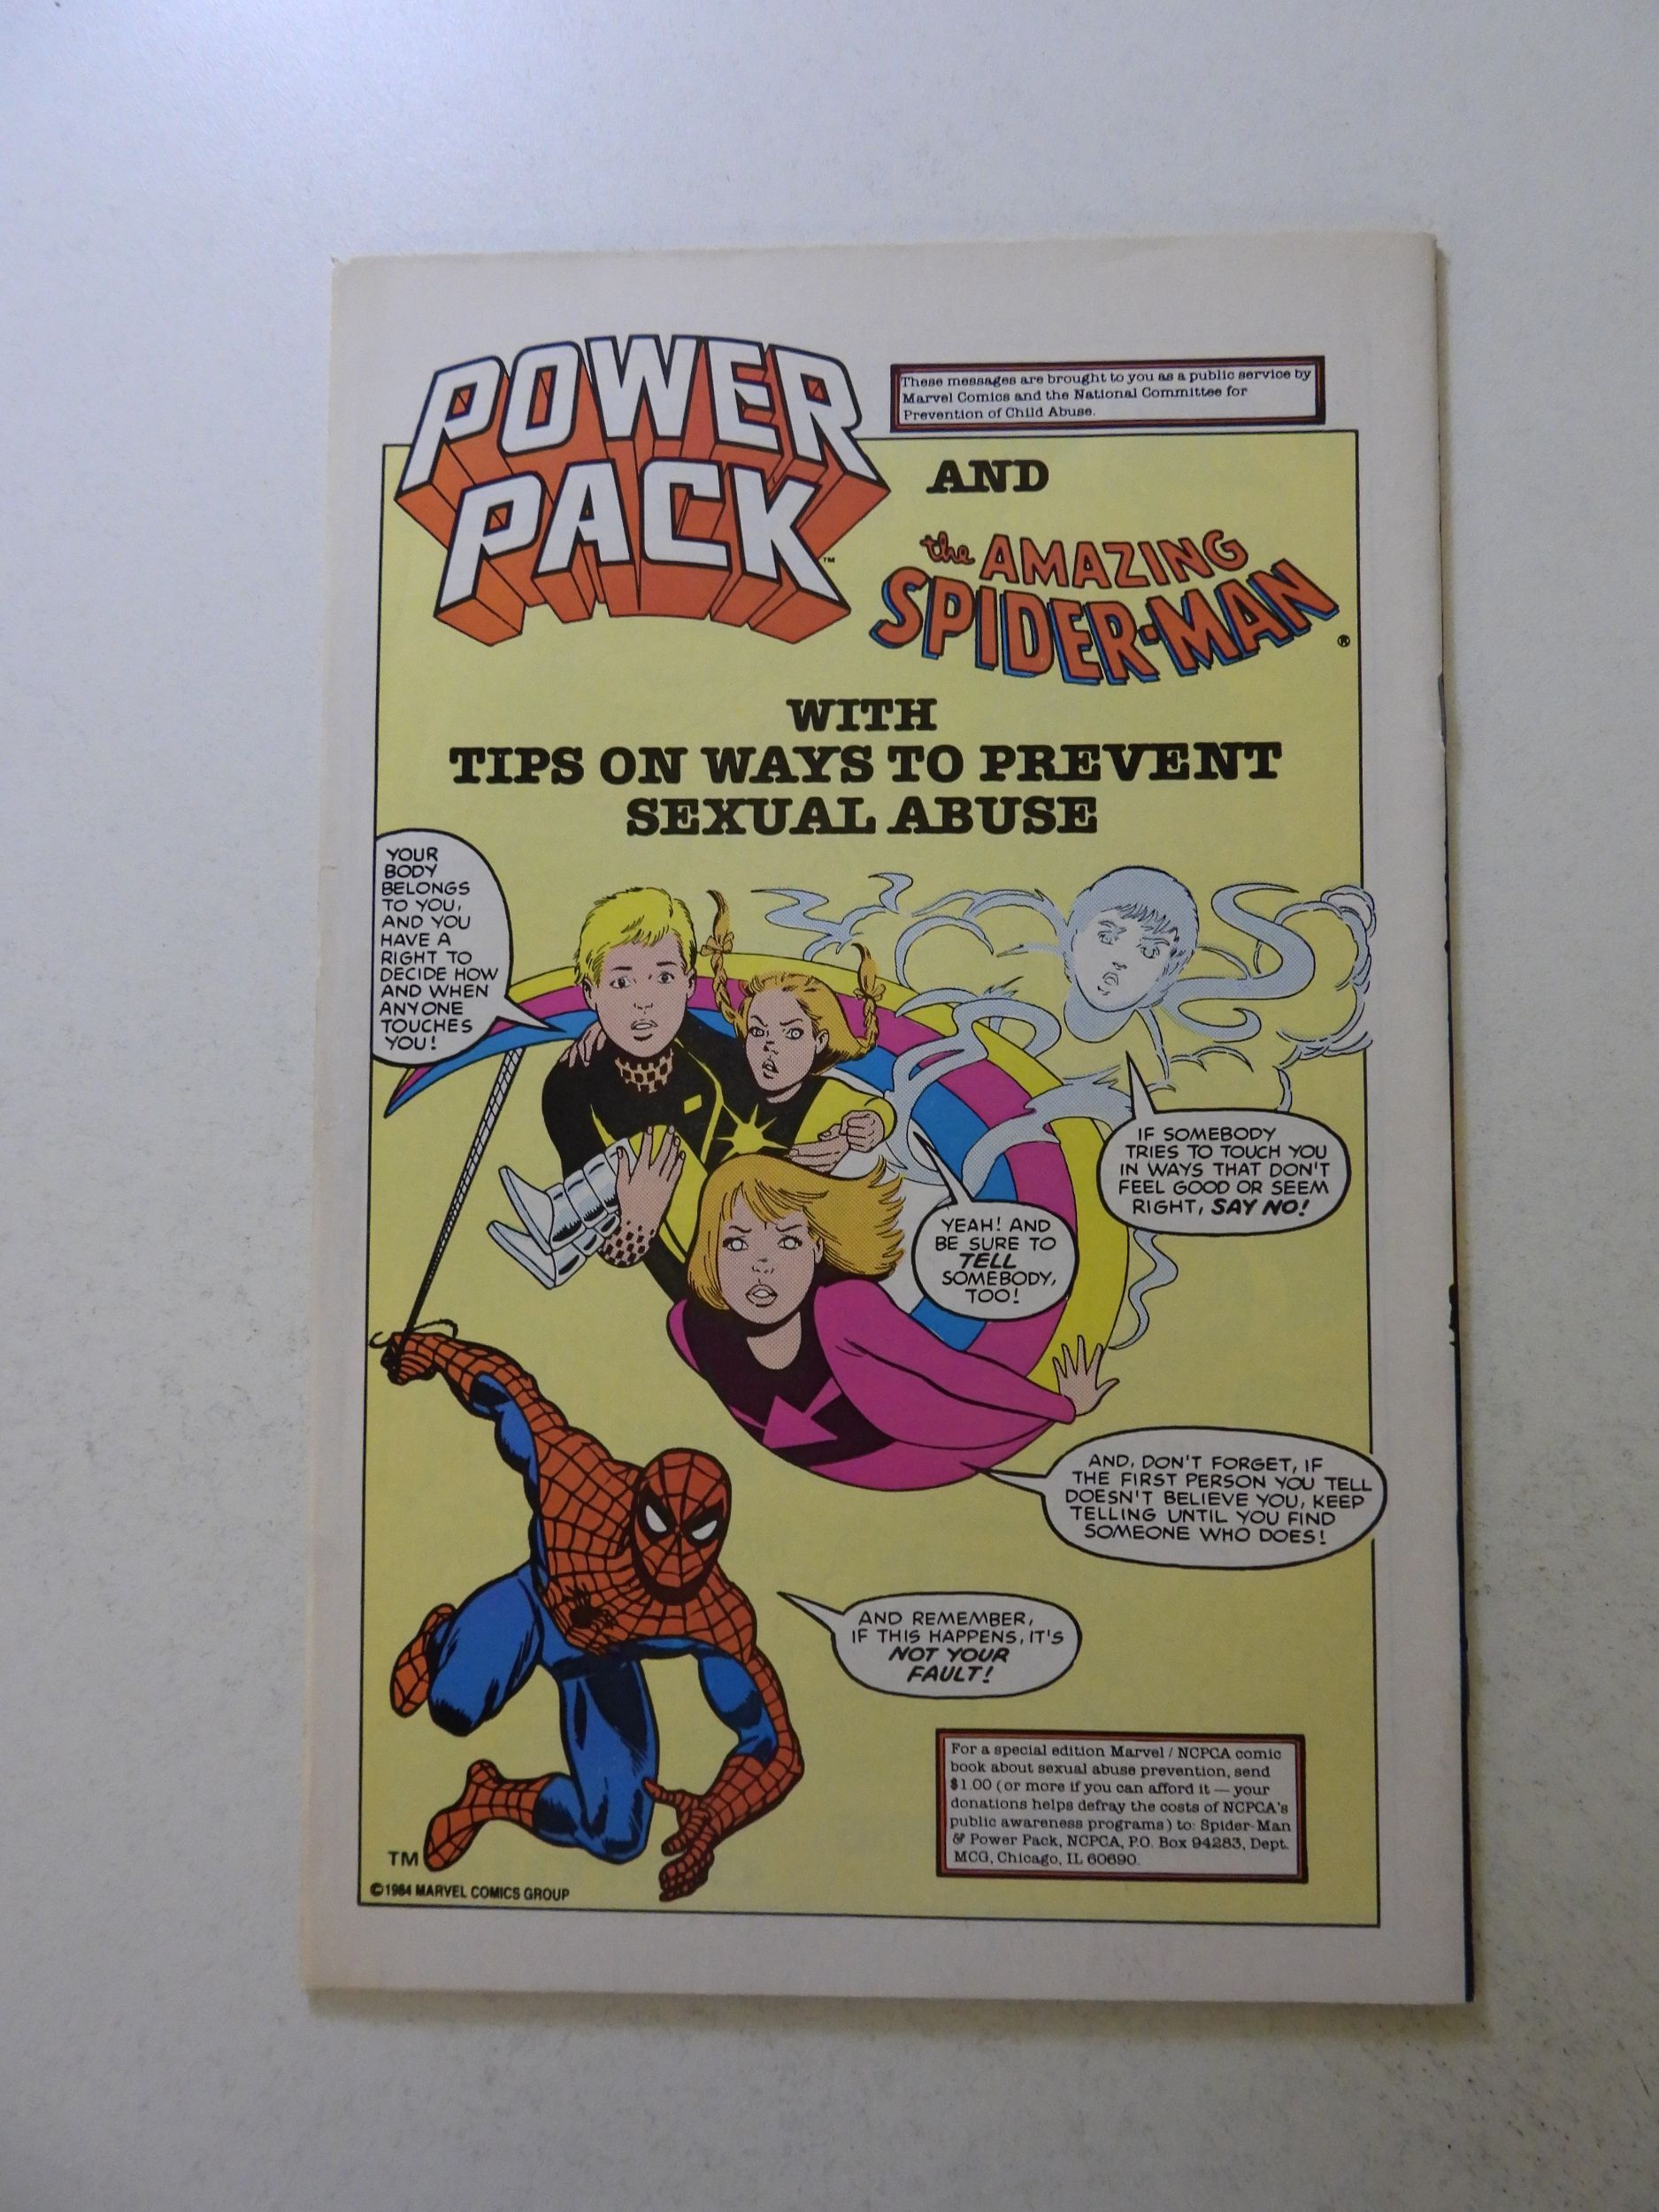 POWER
PACK
™
These messages are brought to you as a public service by
Marvel Comics and the National Committee for
Prevention of Child Abuse.
AND
the AMAZING
SPIDER-MAN
®
WITH
TIPS ON WAYS TO PREVENT
SEXUAL ABUSE
YOUR
BODY
BELONGS
TO YOU,
AND YOU
HAVE A
RIGHT TO
DECIDE HOW
AND WHEN
ANYONE
TOUCHES
YOU!
IF SOMEBODY
TRIES TO TOUCH YOU
IN WAYS THAT DON'T
FEEL GOOD OR SEEM
RIGHT, SAY NO!
YEAH! AND
BE SURE TO
TELL
SOMEBODY,
TOO!
AND, DON'T FORGET, IF
THE FIRST PERSON YOU TELL
DOESN'T BELIEVE YOU, KEEP
TELLING UNTIL YOU FIND
SOMEONE WHO DOES!
AND REMEMBER,
IF THIS HAPPENS, IT'S
NOT YOUR
FAULT!
For a special edition Marvel / NCPCA comic
book about sexual abuse prevention, send
$1.00 (or more if you can afford it — your
donations helps defray the costs of NCPCA's
public awareness programs) to: Spider-Man
& Power Pack, NCPCA, P.O. Box 94283, Dept.
MCG, Chicago, IL 60690.
TM
©1984 MARVEL COMICS GROUP